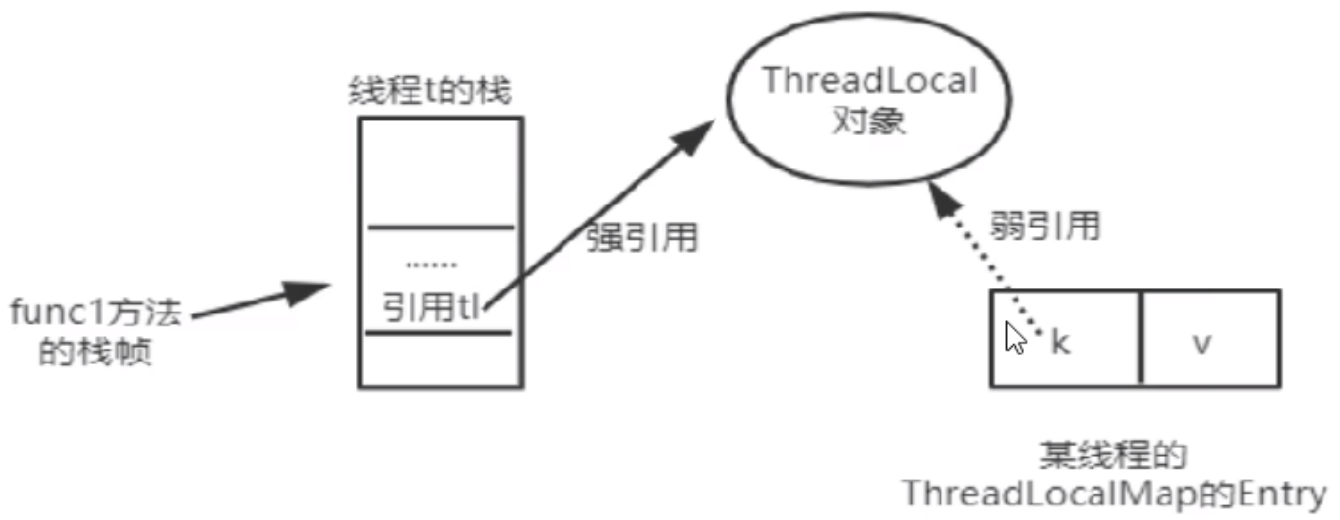 ThreadLocal
对象
线程t的栈
强引用
弱引用
......
引用tl
func1方法
的栈帧
k
v
某线程的
ThreadLocalMap的Entry